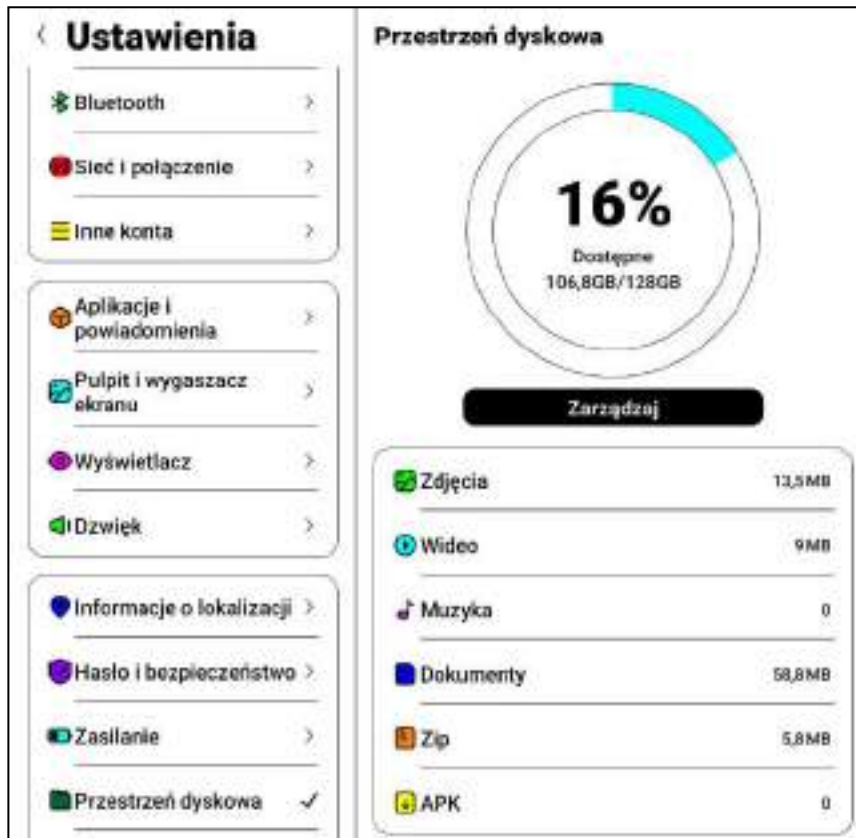 Ustawienia
Bluetooth
Sieć i połączenie
Inne konta
Aplikacje i
powiadomienia
Pulpit i wygaszacz
ekranu
Wyświetlacz
Dzwięk
Informacje o lokalizacji
Hasło i bezpieczeństwo
Zasilanie
Przestrzeń dyskowa
Przestrzeń dyskowa
16%
Dostępne
106,8GB/128GB
Zarządzaj
Zdjęcia 13,5MB
Wideo 9MB
Muzyka 0
Dokumenty 58,8MB
Zip 5,8MB
APK 0